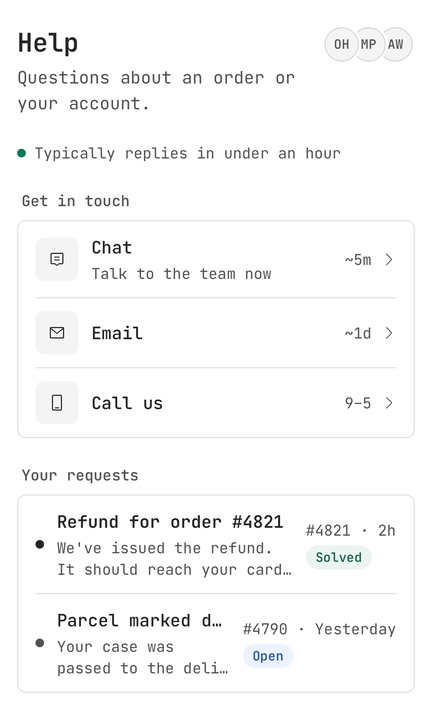 Help
OH MP AW
Questions about an order or
your account.
Typically replies in under an hour
Get in touch
Chat
Talk to the team now
~5m
Email
~1d
Call us
9–5
Your requests
Refund for order #4821
We've issued the refund.
It should reach your card…
#4821 · 2h
Solved
Parcel marked d…
Your case was
passed to the deli…
#4790 · Yesterday
Open